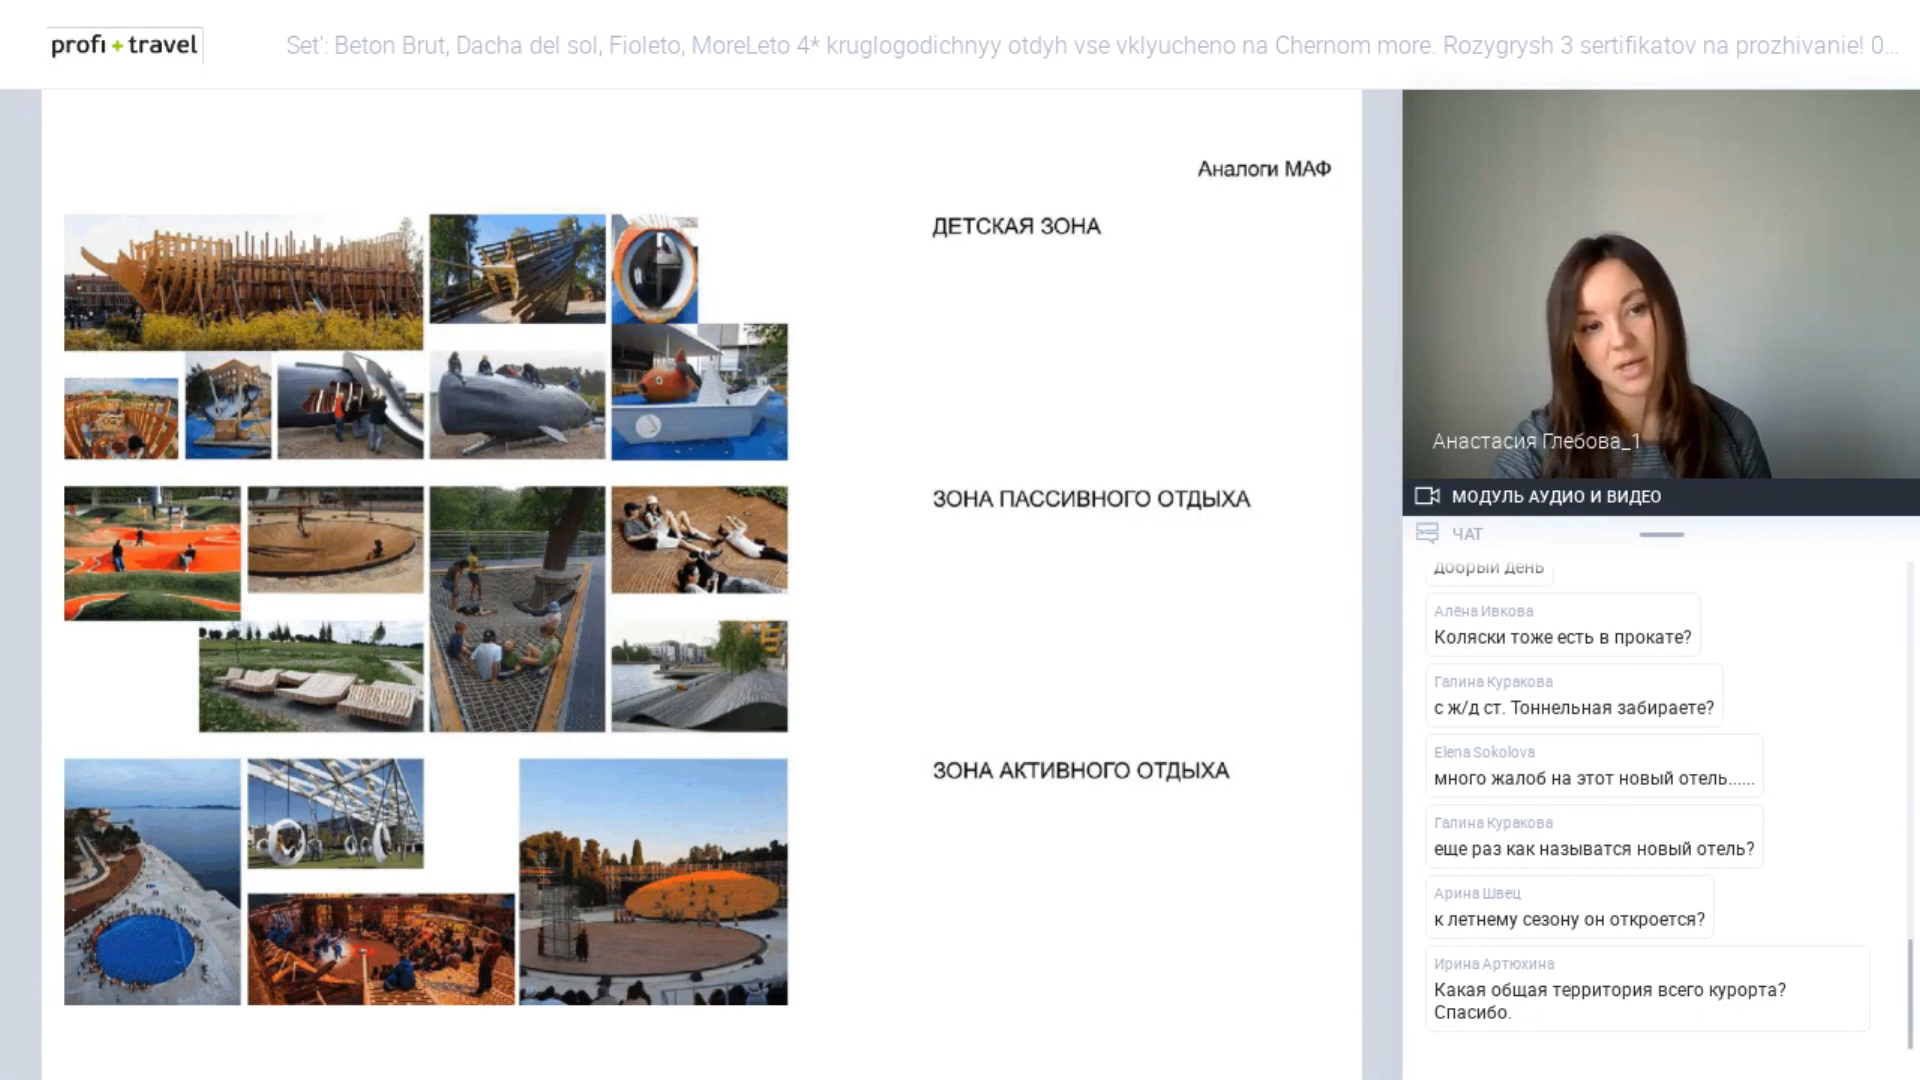 profi + travel
Set': Beton Brut, Dacha del sol, Fioleto, MoreLeto 4* kruglogodichnyy otdyh vse vklyucheno na Chernom more. Rozygrysh 3 sertifikatov na prozhivanie! 0...
Аналоги МАФ
ДЕТСКАЯ ЗОНА
ЗОНА ПАССИВНОГО ОТДЫХА
ЗОНА АКТИВНОГО ОТДЫХА
Анастасия Глебова_1
МОДУЛЬ АУДИО И ВИДЕО
ЧАТ
добрый день
Алёна Ивкова
Коляски тоже есть в прокате?
Галина Куракова
с ж/д ст. Тоннельная забираете?
Elena Sokolova
много жалоб на этот новый отель......
Галина Куракова
еще раз как называтся новый отель?
Арина Швец
к летнему сезону он откроется?
Ирина Артюхина
Какая общая территория всего курорта?
Спасибо.